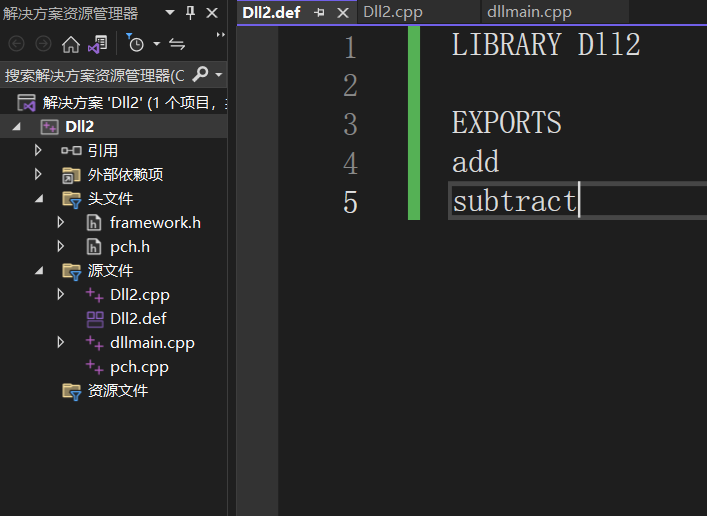 解决方案资源管理器
搜索解决方案资源管理器(C
解决方案 'Dll2' (1 个项目,
Dll2
引用
外部依赖项
头文件
framework.h
pch.h
源文件
Dll2.cpp
Dll2.def
dllmain.cpp
pch.cpp
资源文件
Dll2.def
Dll2.cpp
dllmain.cpp
1 LIBRARY Dll2
2
3 EXPORTS
4 add
5 subtract